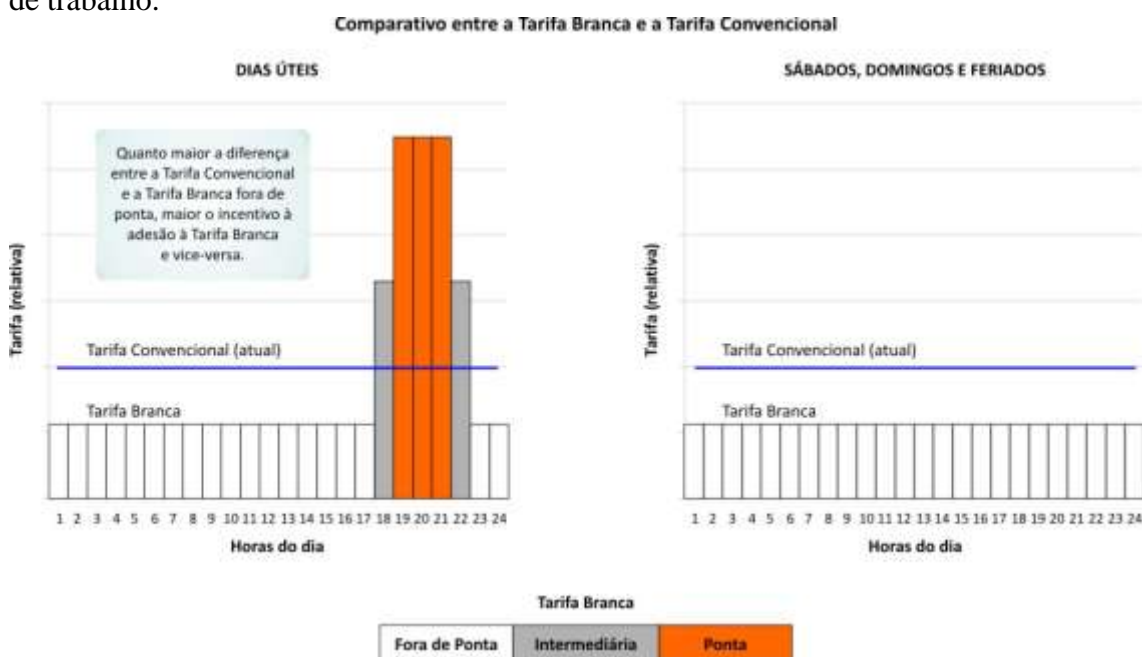 de trabalho.
Comparativo entre a Tarifa Branca e a Tarifa Convencional
DIAS ÚTEIS
Quanto maior a diferença
entre a Tarifa Convencional
e a Tarifa Branca fora de
ponta, maior o incentivo à
adesão à Tarifa Branca
e vice-versa.
Tarifa (relativa)
Tarifa Convencional (atual)
Tarifa Branca
1 2 3 4 5 6 7 8 9 10 11 12 13 14 15 16 17 18 19 20 21 22 23 24
Horas do dia
SÁBADOS, DOMINGOS E FERIADOS
Tarifa (relativa)
Tarifa Convencional (atual)
Tarifa Branca
1 2 3 4 5 6 7 8 9 10 11 12 13 14 15 16 17 18 19 20 21 22 23 24
Horas do dia
Tarifa Branca
Fora de Ponta Intermediária Ponta